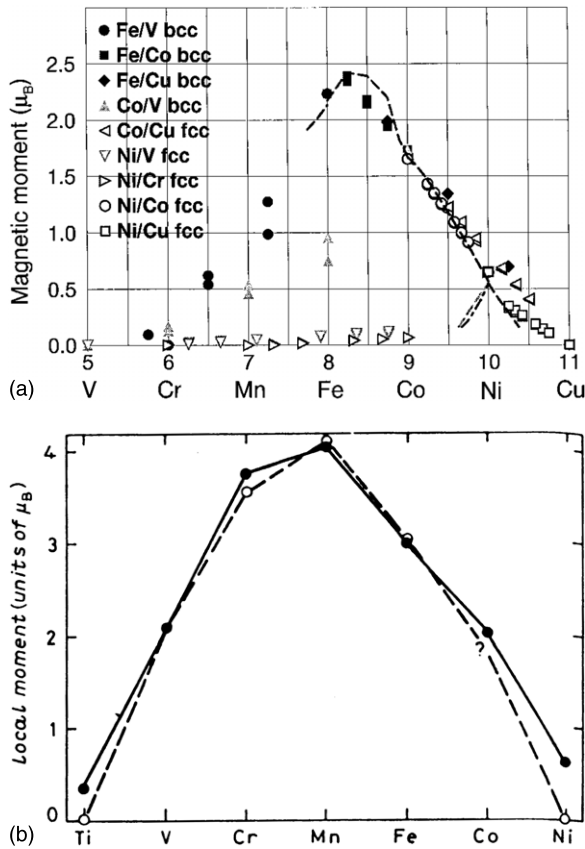 Magnetic moment (μB)
2.5
2.0
1.5
1.0
0.5
0.0
Fe/V bcc
Fe/Co bcc
Fe/Cu bcc
Co/V bcc
Co/Cu fcc
Ni/V fcc
Ni/Cr fcc
Ni/Co fcc
Ni/Cu fcc
5 6 7 8 9 10 11
(a) V Cr Mn Fe Co Ni Cu
Local moment (units of μB)
4
3
2
1
0
?
(b) Ti V Cr Mn Fe Co Ni